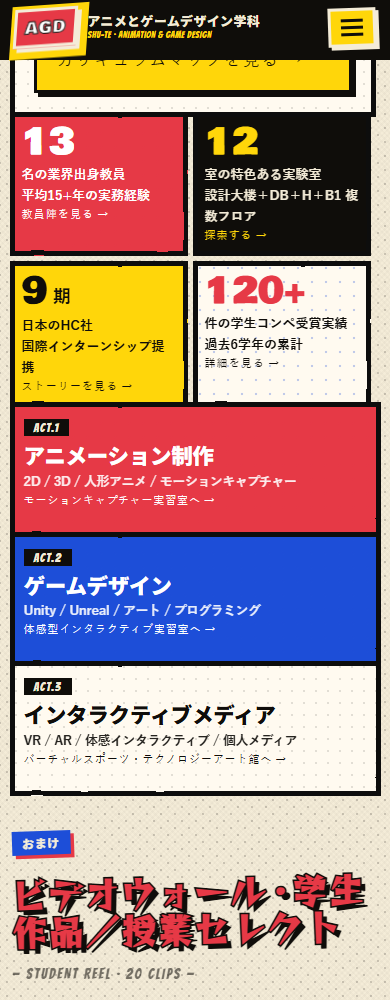 AGD
アニメとゲームデザイン学科
SHU-TE・ANIMATION & GAME DESIGN
カリキュラムマップを見る →
13
名の業界出身教員
平均15+年の実務経験
教員陣を見る →
12
室の特色ある実験室
設計大楼＋DB＋H＋B1 複
数フロア
探索する →
9 期
日本のHC社
国際インターンシップ提
携
ストーリーを見る →
120+
件の学生コンペ受賞実績
過去6学年の累計
詳細を見る →
ACT.1
アニメーション制作
2D / 3D / 人形アニメ / モーションキャプチャー
モーションキャプチャー実習室へ →
ACT.2
ゲームデザイン
Unity / Unreal / アート / プログラミング
体感型インタラクティブ実習室へ →
ACT.3
インタラクティブメディア
VR / AR / 体感インタラクティブ / 個人メディア
バーチャルスポーツ・テクノロジーアート館へ →
おまけ
ビデオウォール・学生
作品／授業セレクト
— STUDENT REEL · 20 CLIPS —